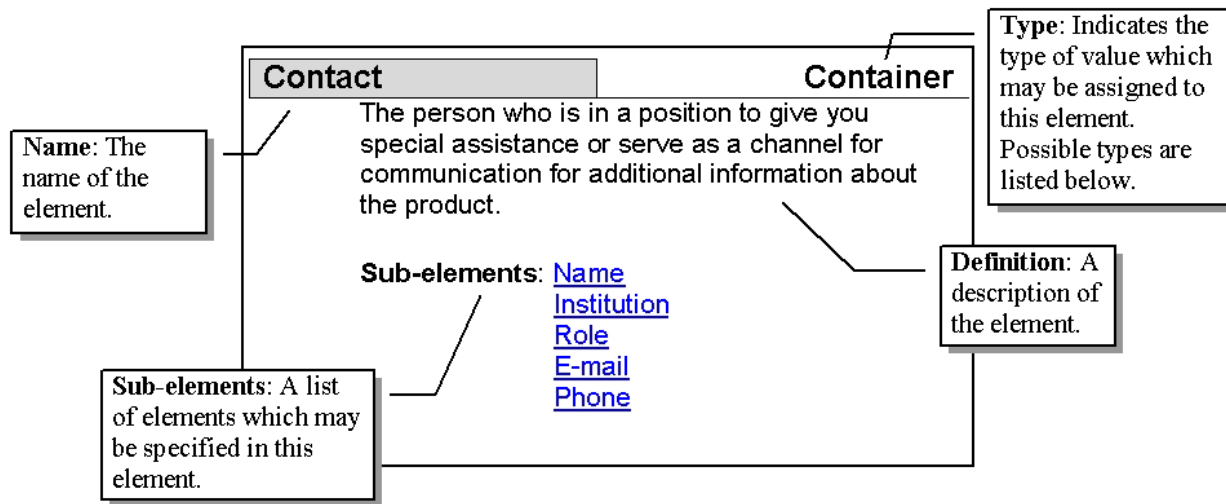 Contact
Container
The person who is in a position to give you
special assistance or serve as a channel for
communication for additional information about
the product.
Sub-elements: Name
Institution
Role
E-mail
Phone
Name: The
name of the
element.
Type: Indicates the
type of value which
may be assigned to
this element.
Possible types are
listed below.
Definition: A
description of
the element.
Sub-elements: A list
of elements which may
be specified in this
element.